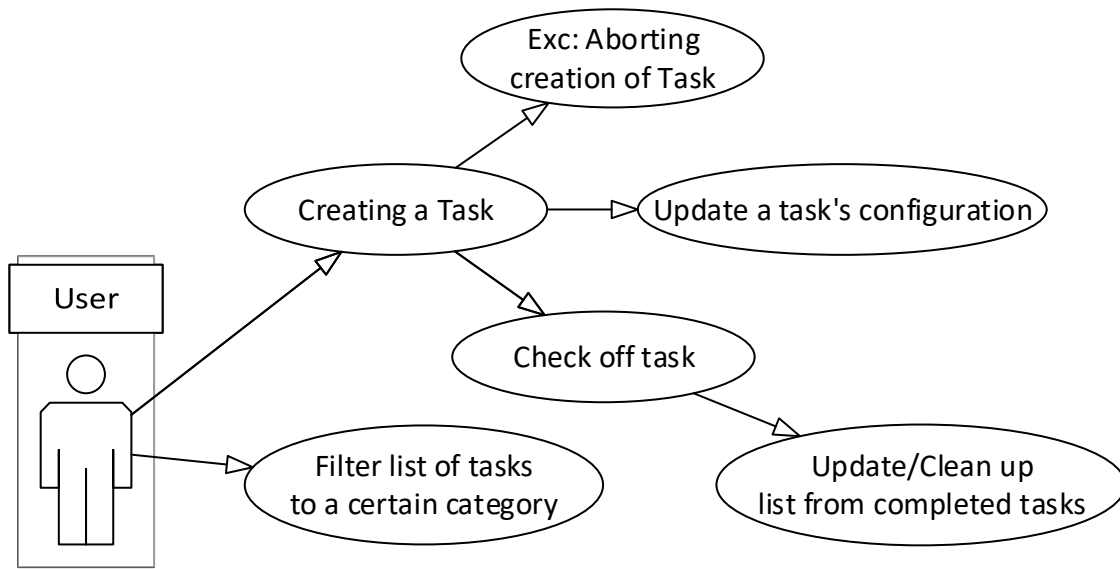 Exc: Aborting
creation of Task
Creating a Task
Update a task's configuration
User
Check off task
Filter list of tasks
to a certain category
Update/Clean up
list from completed tasks